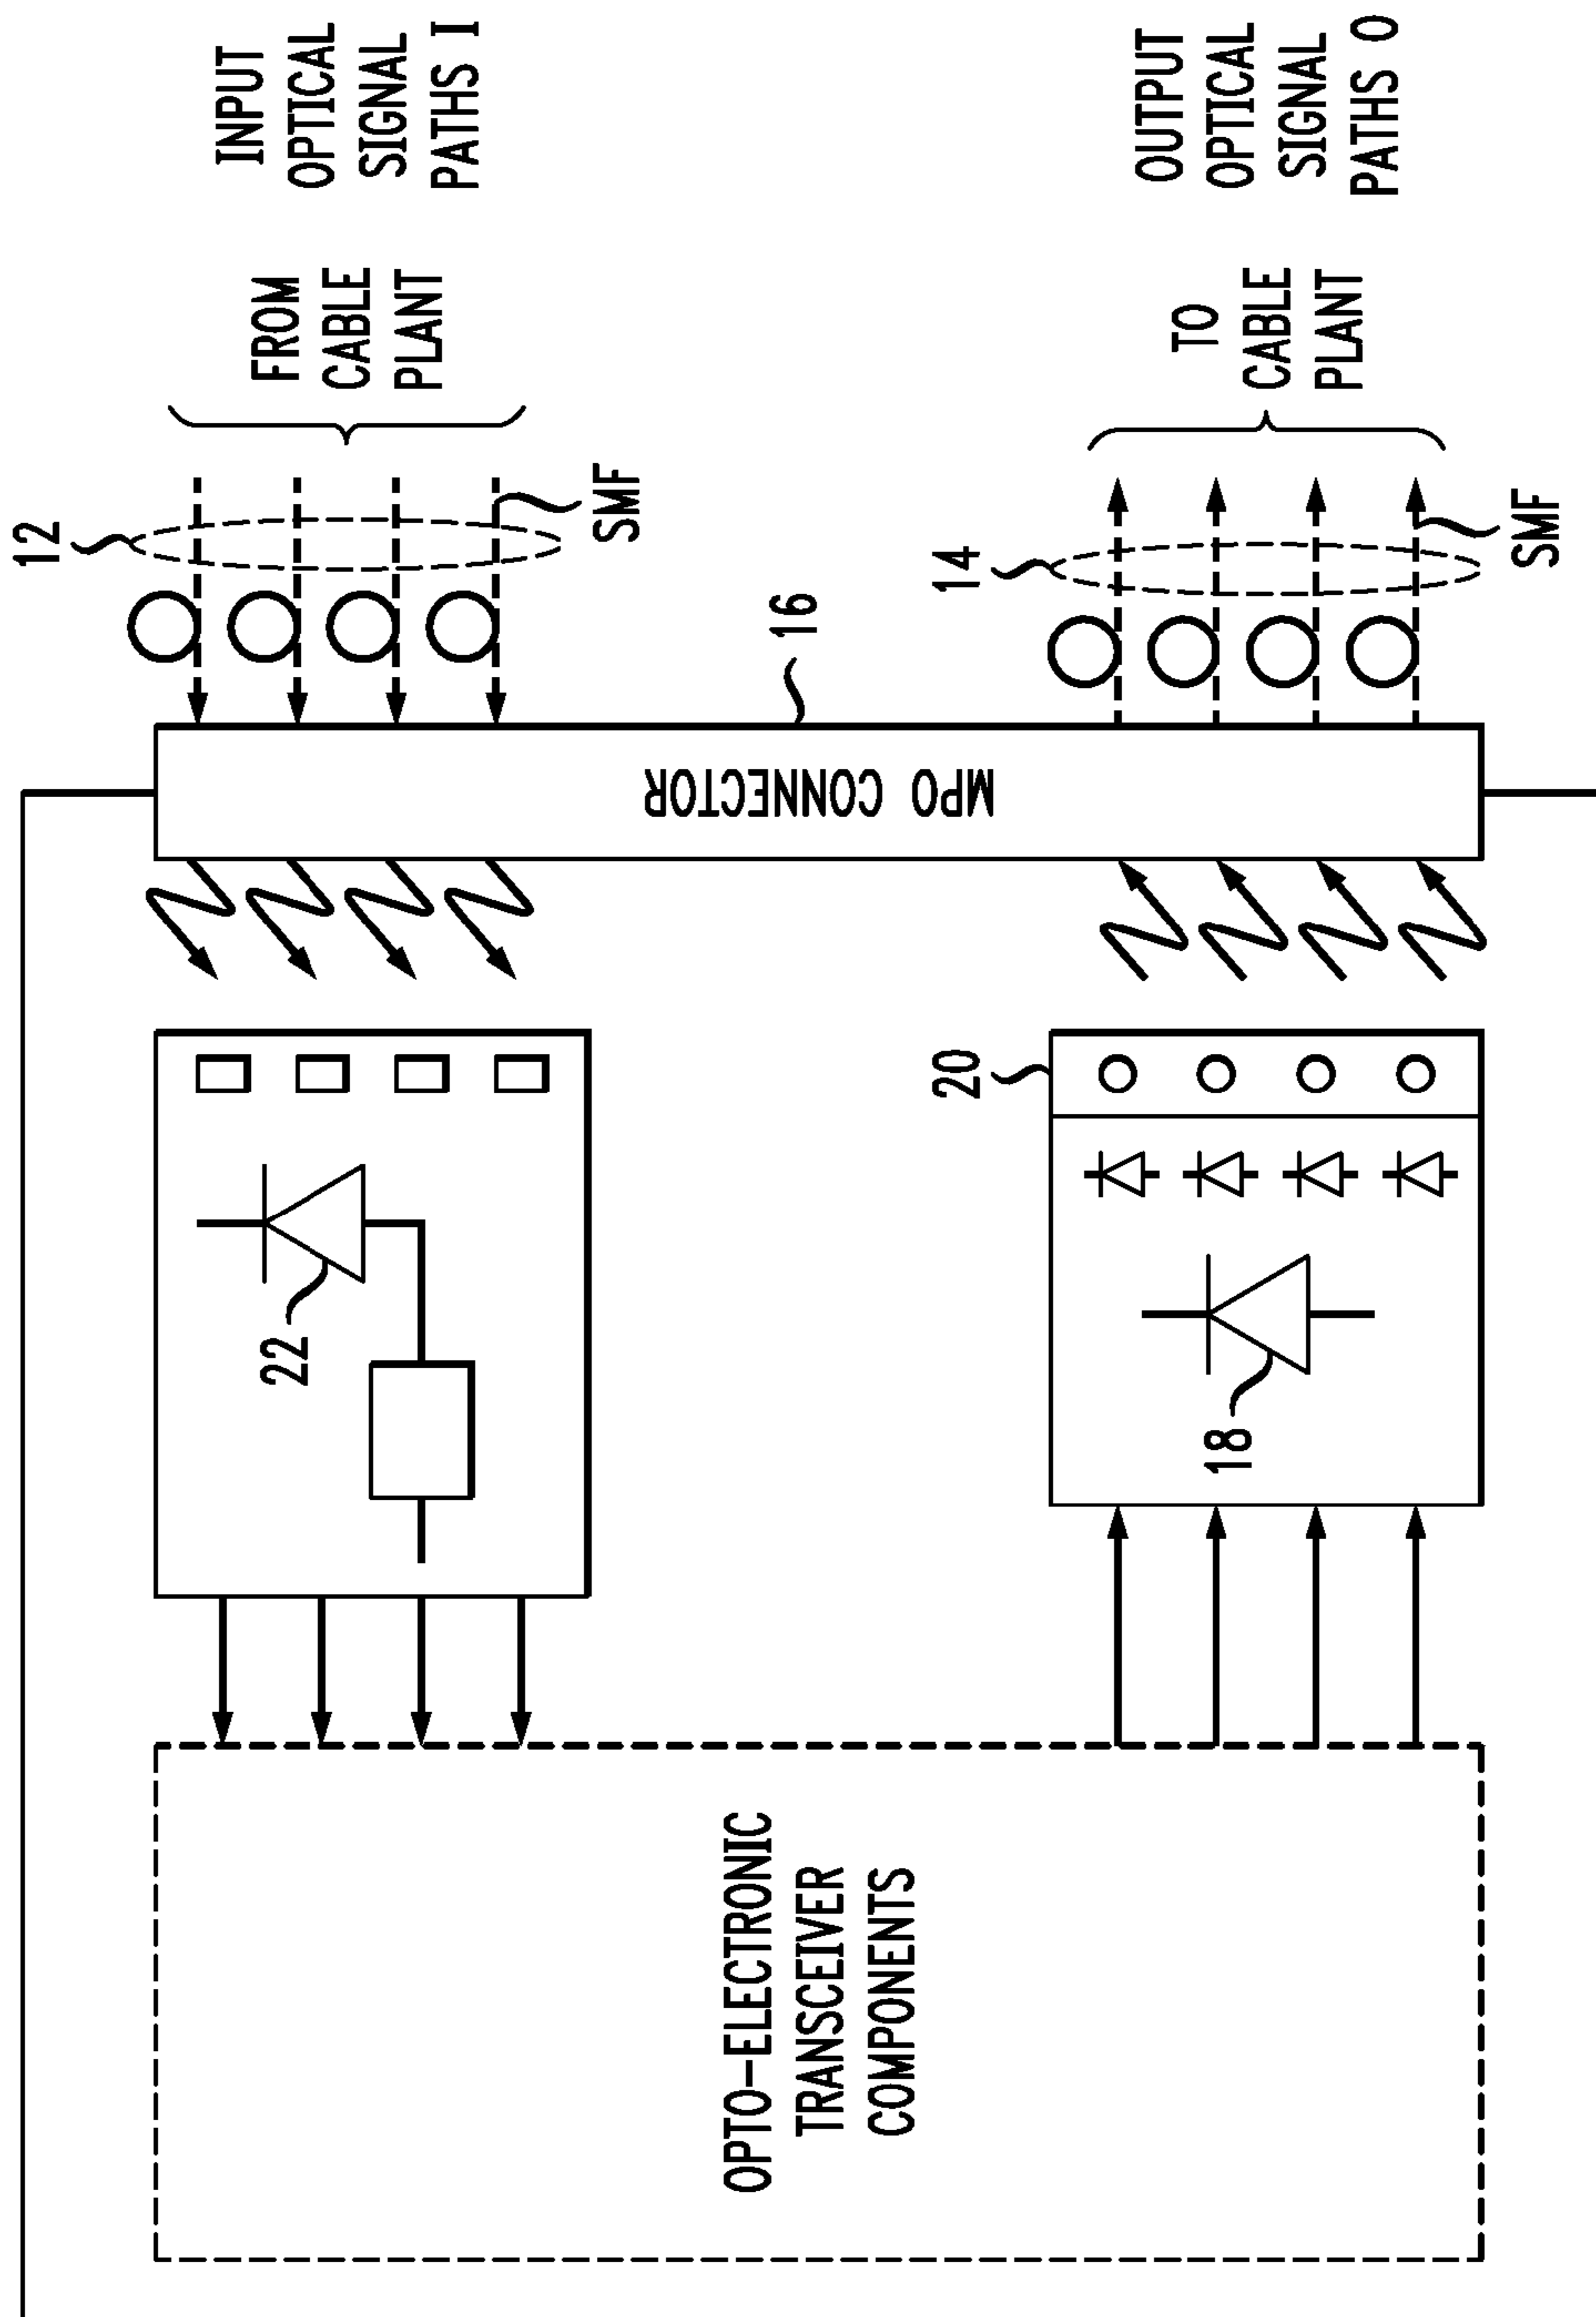 INPUT
OPTICAL
SIGNAL
PATHS I
FROM
CABLE
PLANT
12
SMF
16
MPO CONNECTOR
OUTPUT
OPTICAL
SIGNAL
PATHS O
TO
CABLE
PLANT
14
SMF
22
20
18
OPTO-ELECTRONIC
TRANSCEIVER
COMPONENTS